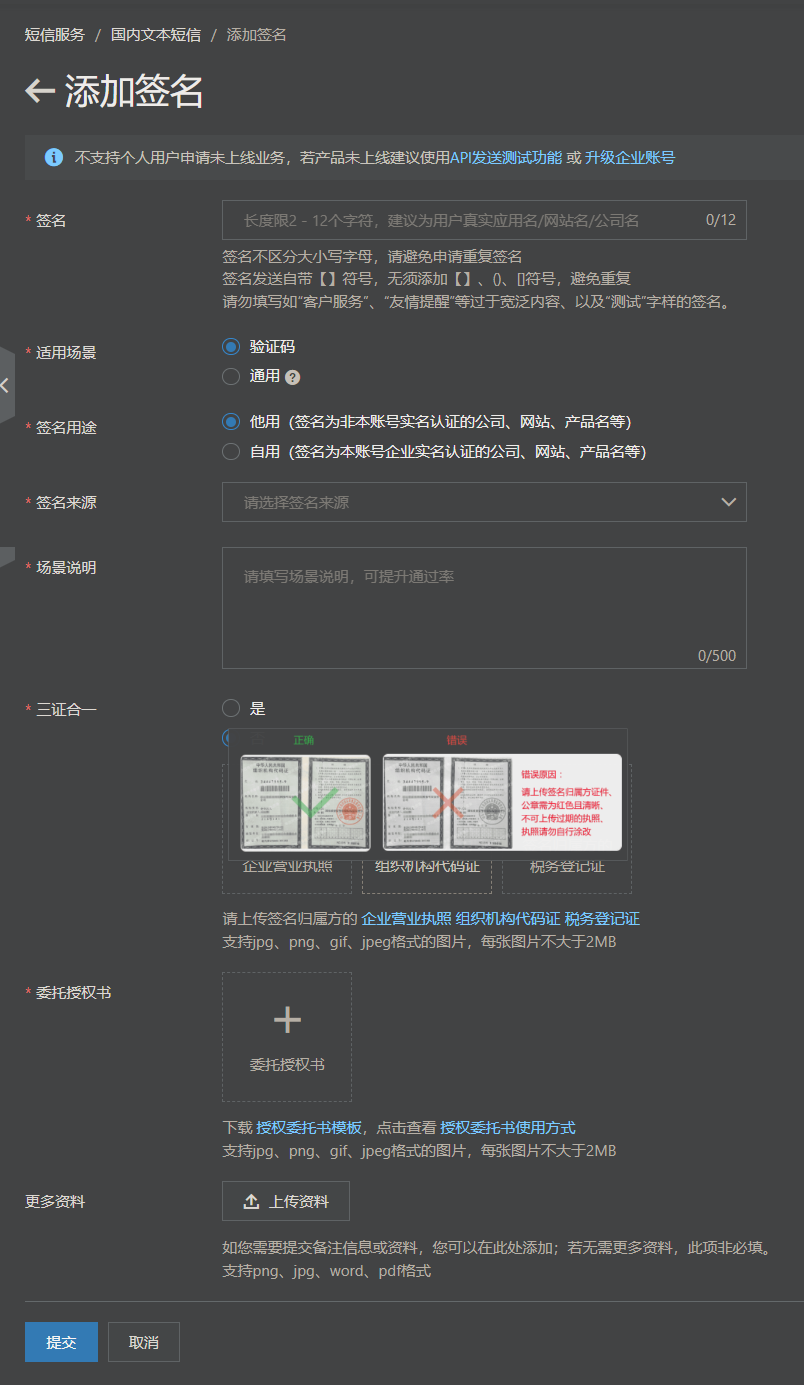 短信服务 / 国内文本短信 / 添加签名
添加签名
不支持个人用户申请未上线业务，若产品未上线建议使用API发送测试功能 或 升级企业账号
* 签名
长度限2 - 12个字符，建议为用户真实应用名/网站名/公司名
0/12
签名不区分大小写字母，请避免申请重复签名
签名发送自带【】符号，无须添加【】、()、[]符号，避免重复
请勿填写如“客户服务”、“友情提醒”等过于宽泛内容、以及“测试”字样的签名。
* 适用场景
验证码
通用 ?
* 签名用途
他用（签名为非本账号实名认证的公司、网站、产品名等）
自用（签名为本账号企业实名认证的公司、网站、产品名等）
* 签名来源
请选择签名来源
* 场景说明
请填写场景说明，可提升通过率
0/500
* 三证合一
是
正确
错误
错误原因：
请上传签名归属方证件、
公章需为红色且清晰、
不可上传过期的执照、
执照请勿自行涂改
企业营业执照
组织机构代码证
税务登记证
请上传签名归属方的 企业营业执照 组织机构代码证 税务登记证
支持jpg、png、gif、jpeg格式的图片，每张图片不大于2MB
* 委托授权书
委托授权书
下载 授权委托书模板，点击查看 授权委托书使用方式
支持jpg、png、gif、jpeg格式的图片，每张图片不大于2MB
更多资料
上传资料
如您需要提交备注信息或资料，您可以在此处添加；若无需更多资料，此项非必填。
支持png、jpg、word、pdf格式
提交
取消